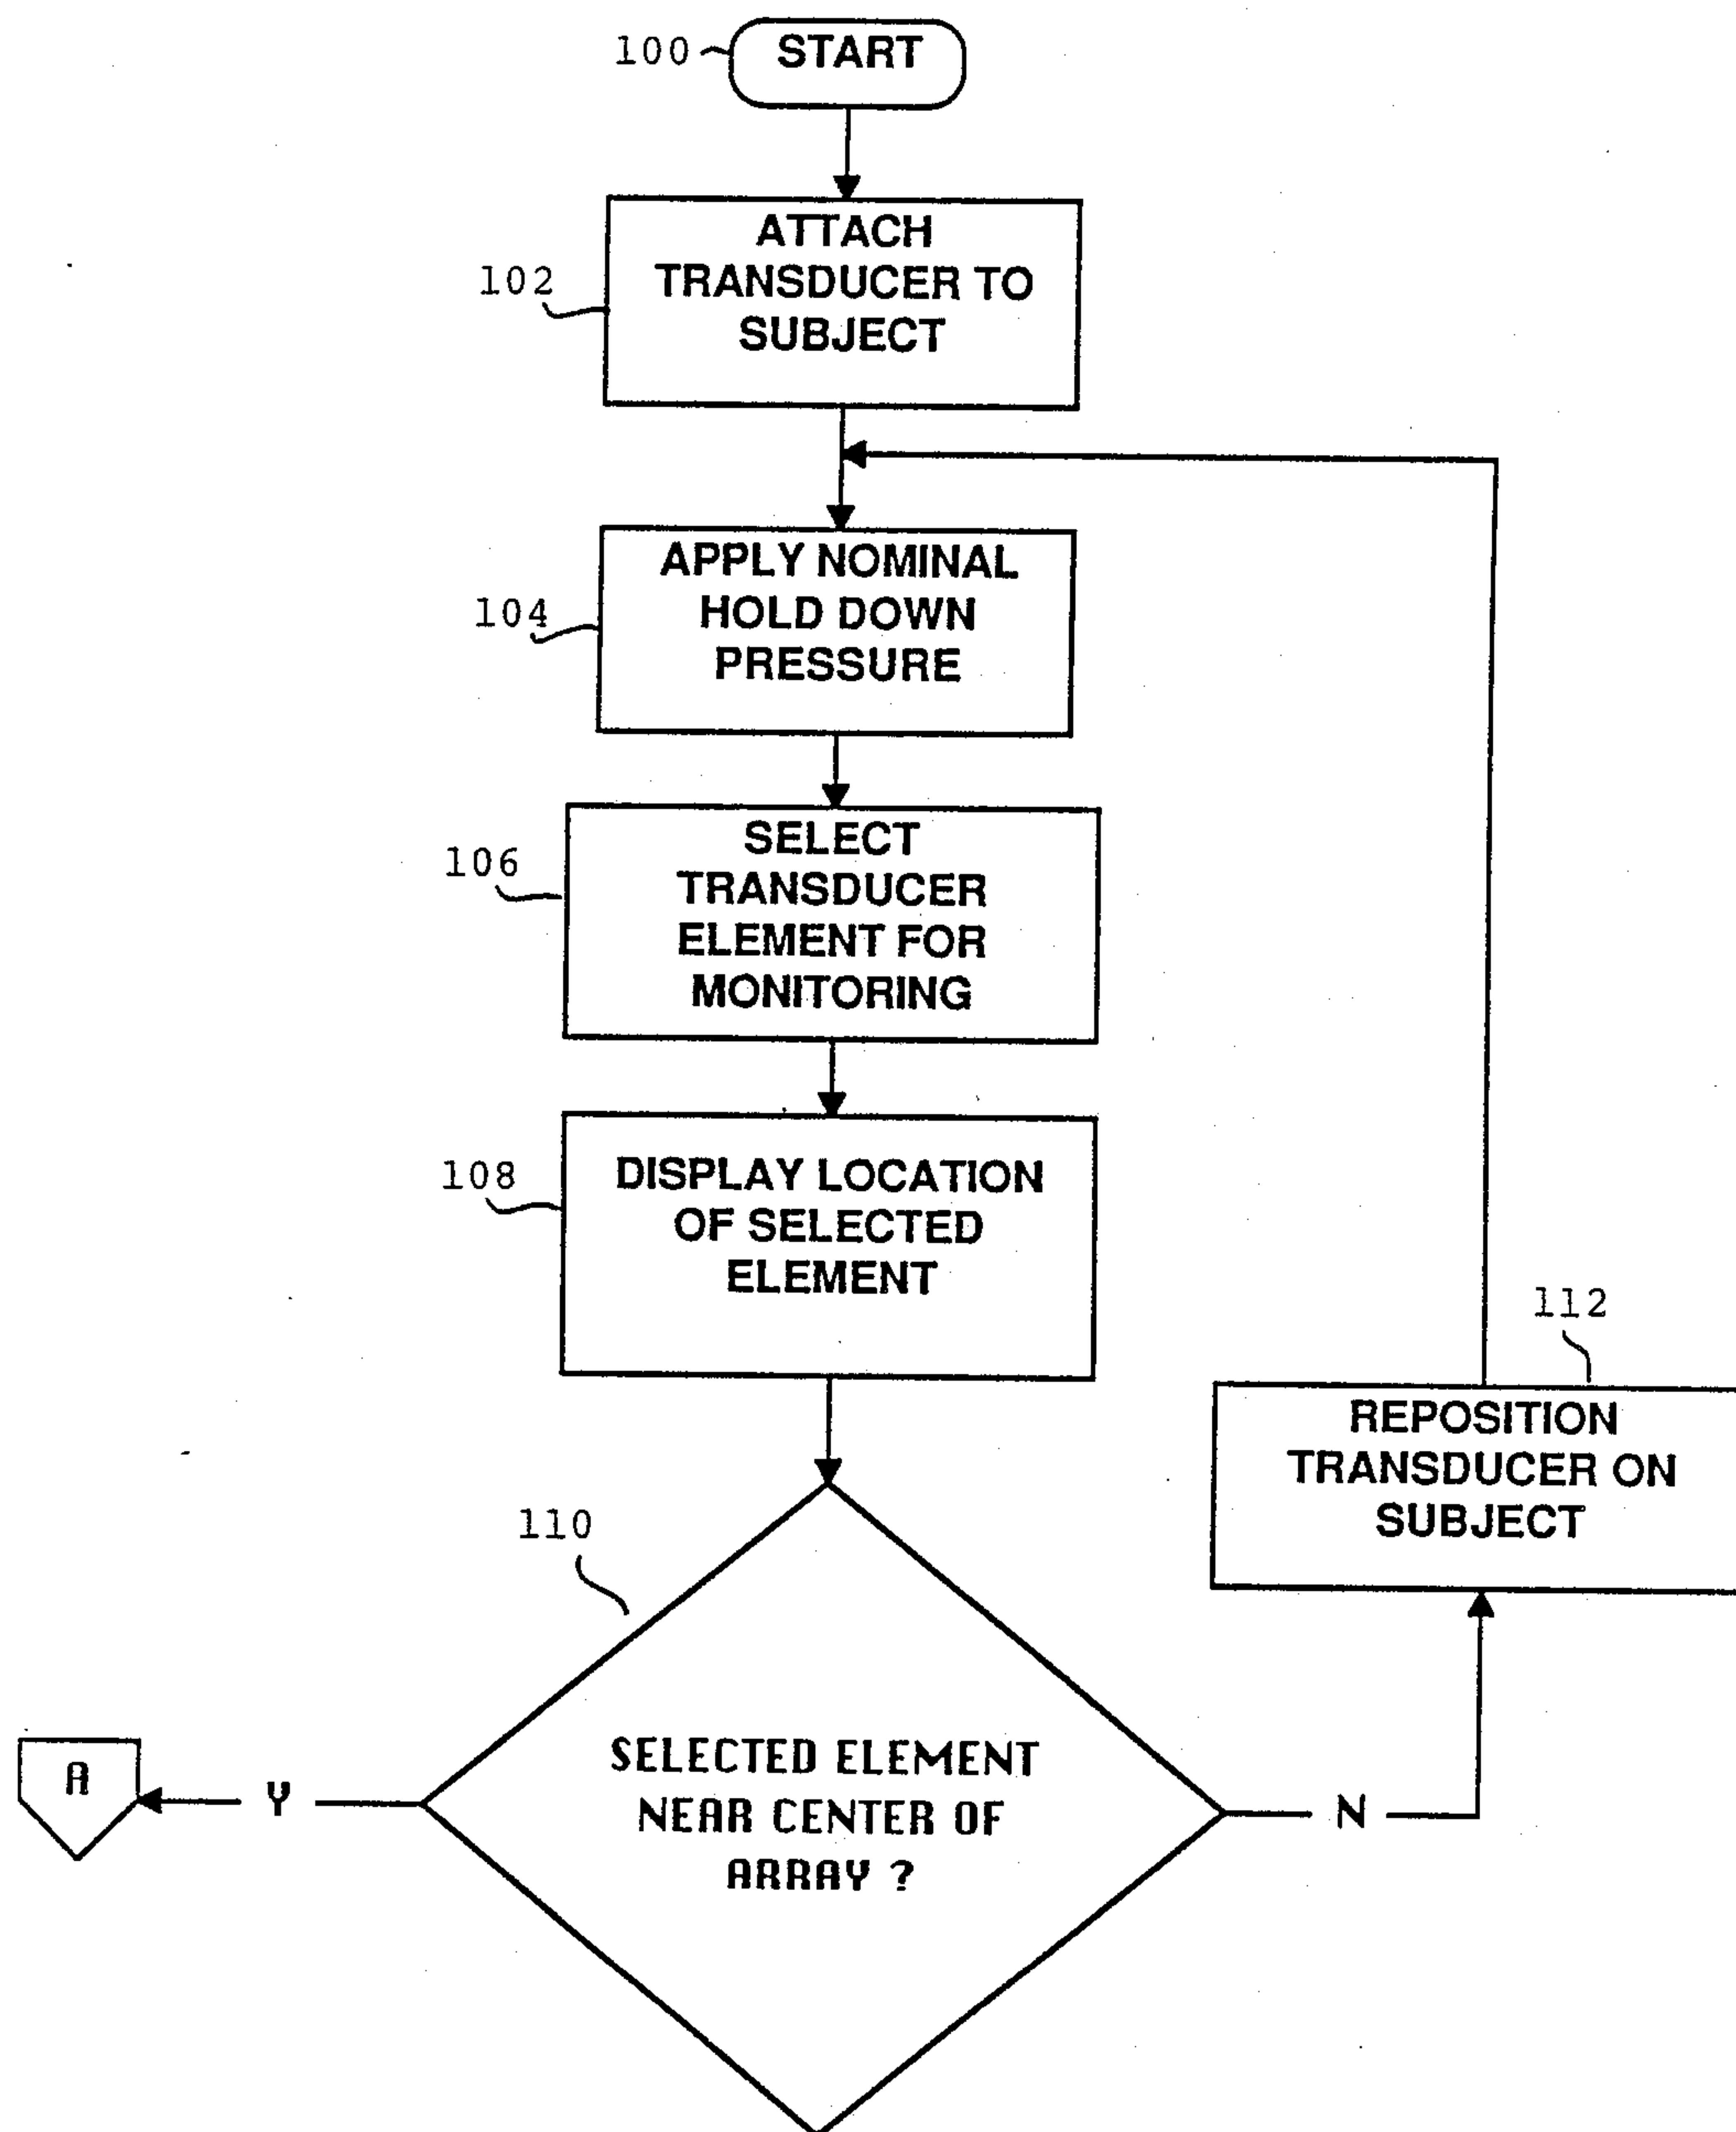 100
START
102
ATTACH
TRANSDUCER TO
SUBJECT
104
APPLY NOMINAL
HOLD DOWN
PRESSURE
106
SELECT
TRANSDUCER
ELEMENT FOR
MONITORING
108
DISPLAY LOCATION
OF SELECTED
ELEMENT
112
REPOSITION
TRANSDUCER ON
SUBJECT
110
SELECTED ELEMENT
NEAR CENTER OF
ARRAY ?
A
Y
N